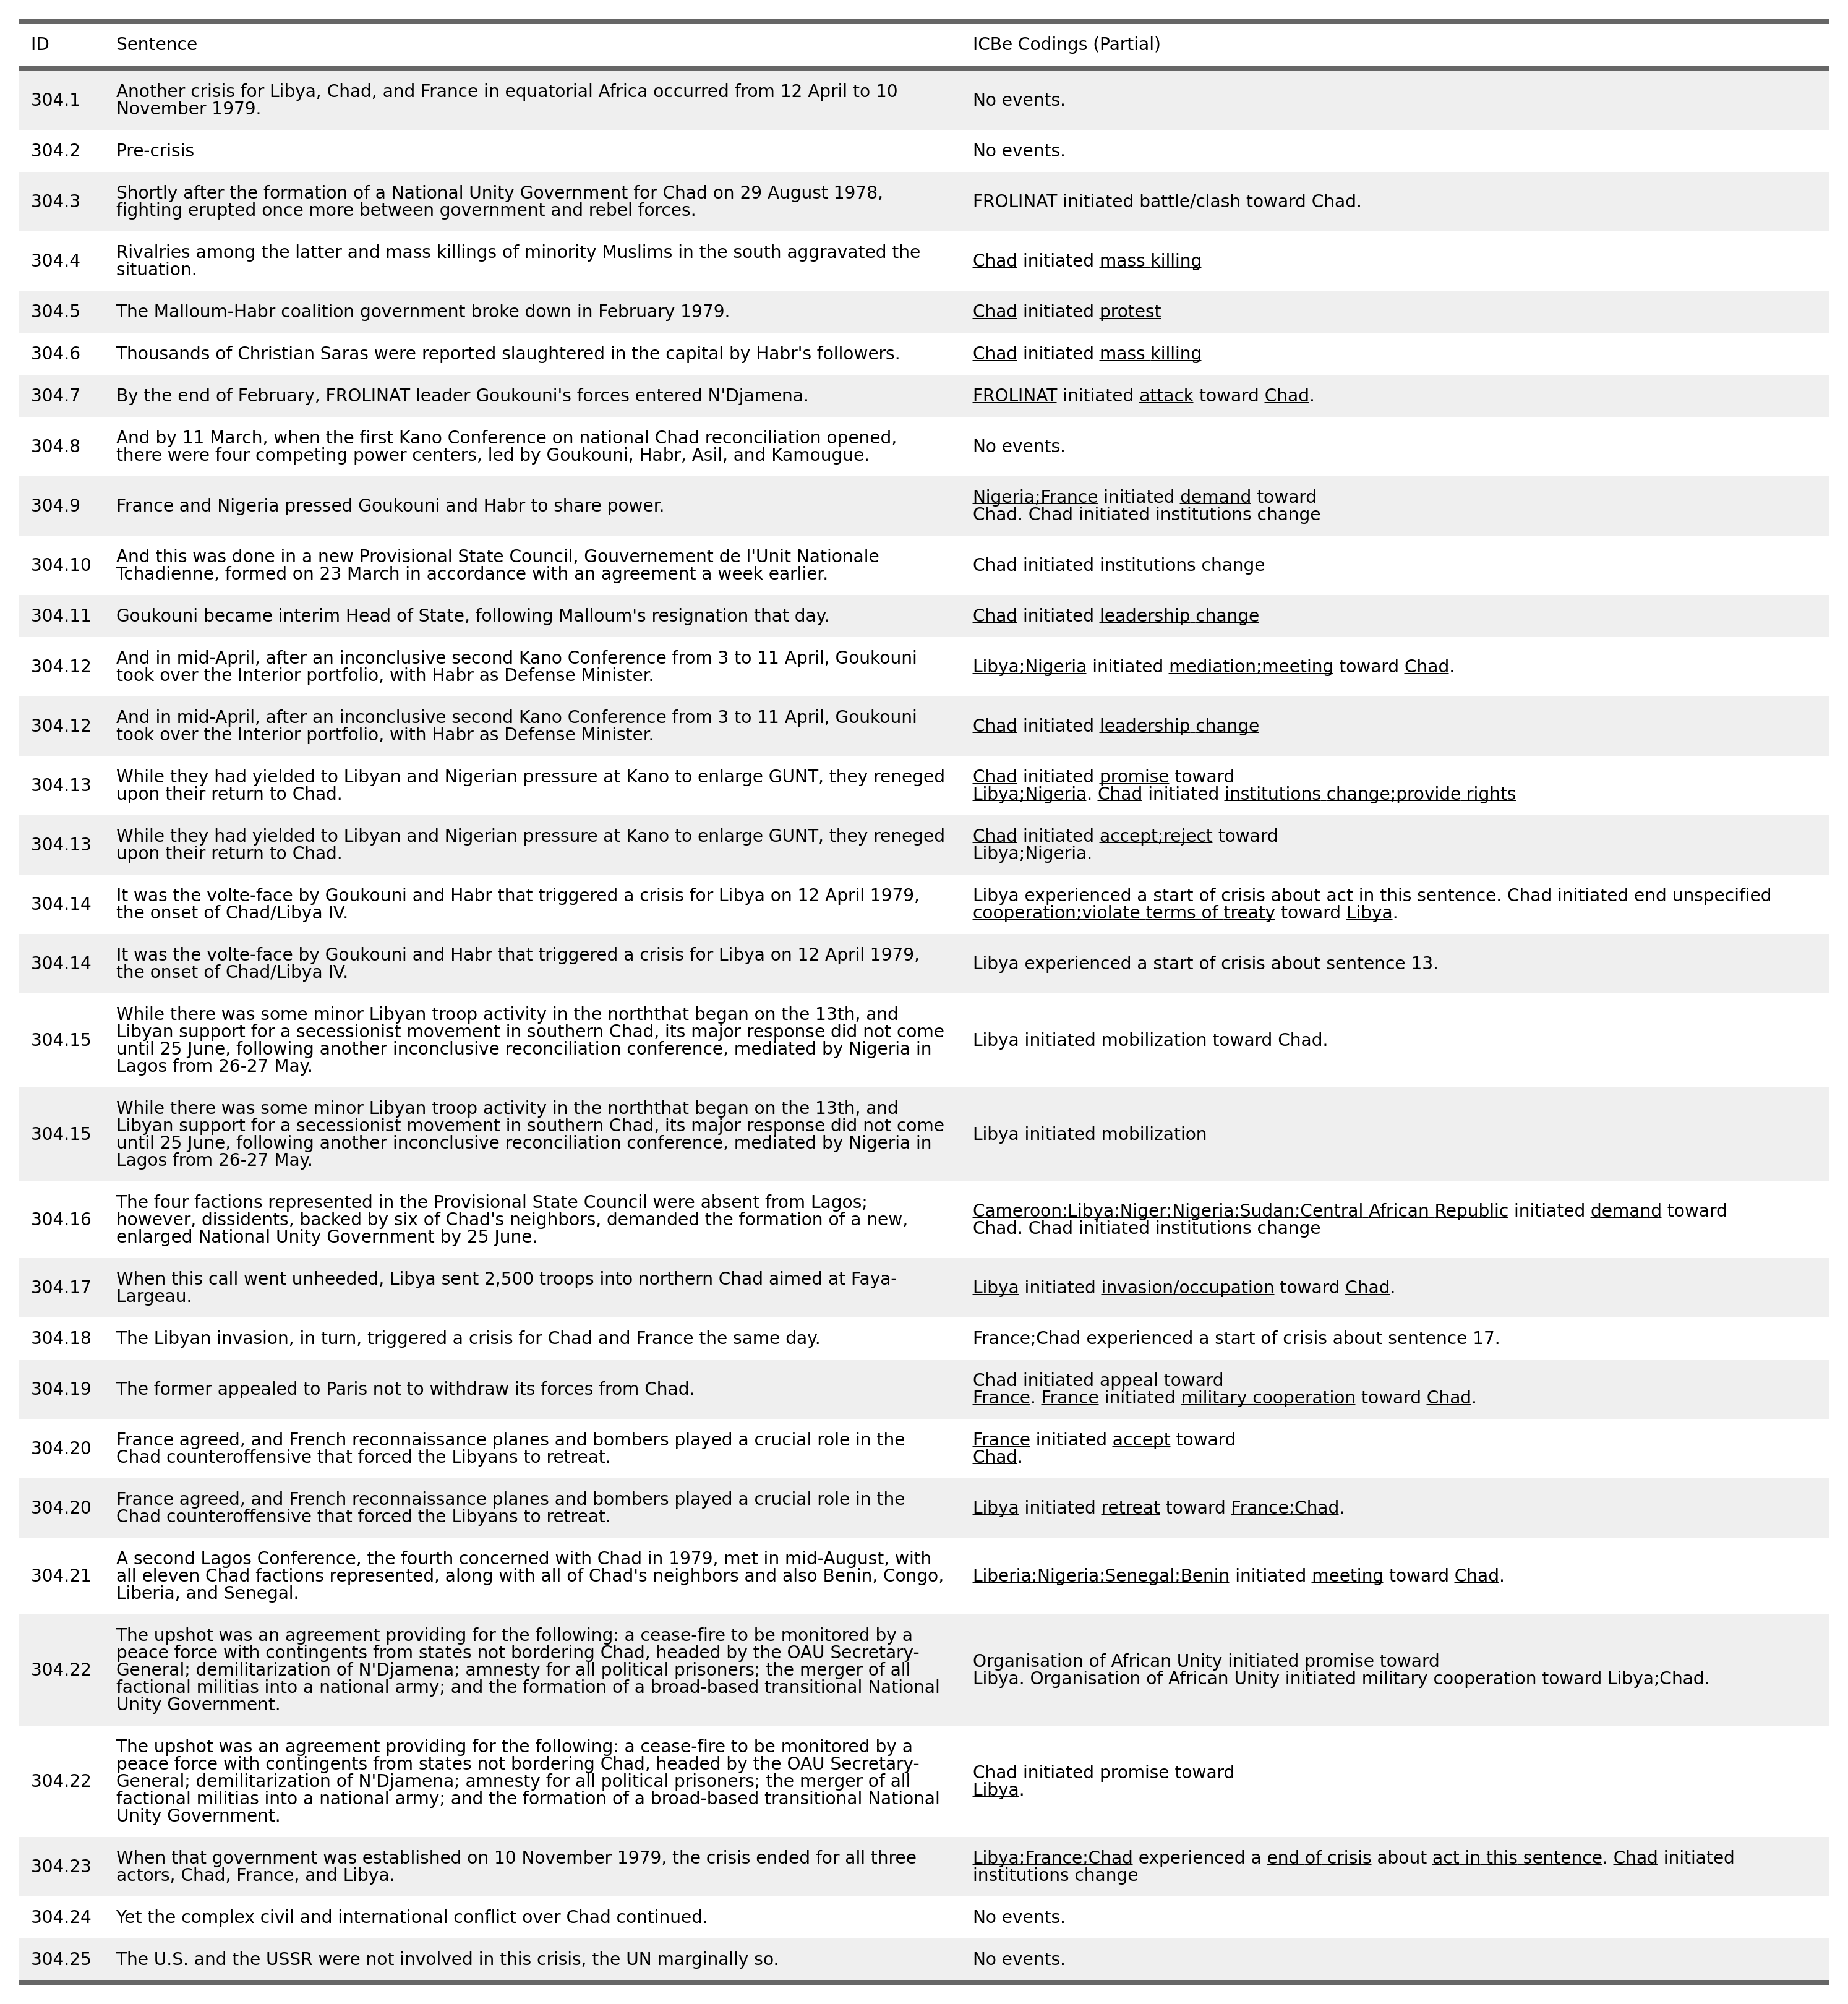 ID Sentence ICBe Codings (Partial)
304.1 Another crisis for Libya, Chad, and France in equatorial Africa occurred from 12 April to 10
November 1979. No events.
304.2 Pre-crisis No events.
304.3 Shortly after the formation of a National Unity Government for Chad on 29 August 1978,
fighting erupted once more between government and rebel forces. FROLINAT initiated battle/clash toward Chad.
304.4 Rivalries among the latter and mass killings of minority Muslims in the south aggravated the
situation. Chad initiated mass killing
304.5 The Malloum-Habr coalition government broke down in February 1979. Chad initiated protest
304.6 Thousands of Christian Saras were reported slaughtered in the capital by Habr's followers. Chad initiated mass killing
304.7 By the end of February, FROLINAT leader Goukouni's forces entered N'Djamena. FROLINAT initiated attack toward Chad.
304.8 And by 11 March, when the first Kano Conference on national Chad reconciliation opened,
there were four competing power centers, led by Goukouni, Habr, Asil, and Kamougue. No events.
304.9 France and Nigeria pressed Goukouni and Habr to share power. Nigeria;France initiated demand toward
Chad. Chad initiated institutions change
304.10 And this was done in a new Provisional State Council, Gouvernement de l'Unit Nationale
Tchadienne, formed on 23 March in accordance with an agreement a week earlier. Chad initiated institutions change
304.11 Goukouni became interim Head of State, following Malloum's resignation that day. Chad initiated leadership change
304.12 And in mid-April, after an inconclusive second Kano Conference from 3 to 11 April, Goukouni
took over the Interior portfolio, with Habr as Defense Minister. Libya;Nigeria initiated mediation;meeting toward Chad.
304.12 And in mid-April, after an inconclusive second Kano Conference from 3 to 11 April, Goukouni
took over the Interior portfolio, with Habr as Defense Minister. Chad initiated leadership change
304.13 While they had yielded to Libyan and Nigerian pressure at Kano to enlarge GUNT, they reneged
upon their return to Chad. Chad initiated promise toward
Libya;Nigeria. Chad initiated institutions change;provide rights
304.13 While they had yielded to Libyan and Nigerian pressure at Kano to enlarge GUNT, they reneged
upon their return to Chad. Chad initiated accept;reject toward
Libya;Nigeria.
304.14 It was the volte-face by Goukouni and Habr that triggered a crisis for Libya on 12 April 1979,
the onset of Chad/Libya IV. Libya experienced a start of crisis about act in this sentence. Chad initiated end unspecified
cooperation;violate terms of treaty toward Libya.
304.14 It was the volte-face by Goukouni and Habr that triggered a crisis for Libya on 12 April 1979,
the onset of Chad/Libya IV. Libya experienced a start of crisis about sentence 13.
304.15 While there was some minor Libyan troop activity in the norththat began on the 13th, and
Libyan support for a secessionist movement in southern Chad, its major response did not come
until 25 June, following another inconclusive reconciliation conference, mediated by Nigeria in
Lagos from 26-27 May. Libya initiated mobilization toward Chad.
304.15 While there was some minor Libyan troop activity in the norththat began on the 13th, and
Libyan support for a secessionist movement in southern Chad, its major response did not come
until 25 June, following another inconclusive reconciliation conference, mediated by Nigeria in
Lagos from 26-27 May. Libya initiated mobilization
304.16 The four factions represented in the Provisional State Council were absent from Lagos;
however, dissidents, backed by six of Chad's neighbors, demanded the formation of a new,
enlarged National Unity Government by 25 June. Cameroon;Libya;Niger;Nigeria;Sudan;Central African Republic initiated demand toward
Chad. Chad initiated institutions change
304.17 When this call went unheeded, Libya sent 2,500 troops into northern Chad aimed at Faya-
Largeau. Libya initiated invasion/occupation toward Chad.
304.18 The Libyan invasion, in turn, triggered a crisis for Chad and France the same day. France;Chad experienced a start of crisis about sentence 17.
304.19 The former appealed to Paris not to withdraw its forces from Chad. Chad initiated appeal toward
France. France initiated military cooperation toward Chad.
304.20 France agreed, and French reconnaissance planes and bombers played a crucial role in the
Chad counteroffensive that forced the Libyans to retreat. France initiated accept toward
Chad.
304.20 France agreed, and French reconnaissance planes and bombers played a crucial role in the
Chad counteroffensive that forced the Libyans to retreat. Libya initiated retreat toward France;Chad.
304.21 A second Lagos Conference, the fourth concerned with Chad in 1979, met in mid-August, with
all eleven Chad factions represented, along with all of Chad's neighbors and also Benin, Congo,
Liberia, and Senegal. Liberia;Nigeria;Senegal;Benin initiated meeting toward Chad.
304.22 The upshot was an agreement providing for the following: a cease-fire to be monitored by a
peace force with contingents from states not bordering Chad, headed by the OAU Secretary-
General; demilitarization of N'Djamena; amnesty for all political prisoners; the merger of all
factional militias into a national army; and the formation of a broad-based transitional National
Unity Government. Organisation of African Unity initiated promise toward
Libya. Organisation of African Unity initiated military cooperation toward Libya;Chad.
304.22 The upshot was an agreement providing for the following: a cease-fire to be monitored by a
peace force with contingents from states not bordering Chad, headed by the OAU Secretary-
General; demilitarization of N'Djamena; amnesty for all political prisoners; the merger of all
factional militias into a national army; and the formation of a broad-based transitional National
Unity Government. Chad initiated promise toward
Libya.
304.23 When that government was established on 10 November 1979, the crisis ended for all three
actors, Chad, France, and Libya. Libya;France;Chad experienced a end of crisis about act in this sentence. Chad initiated
institutions change
304.24 Yet the complex civil and international conflict over Chad continued. No events.
304.25 The U.S. and the USSR were not involved in this crisis, the UN marginally so. No events.